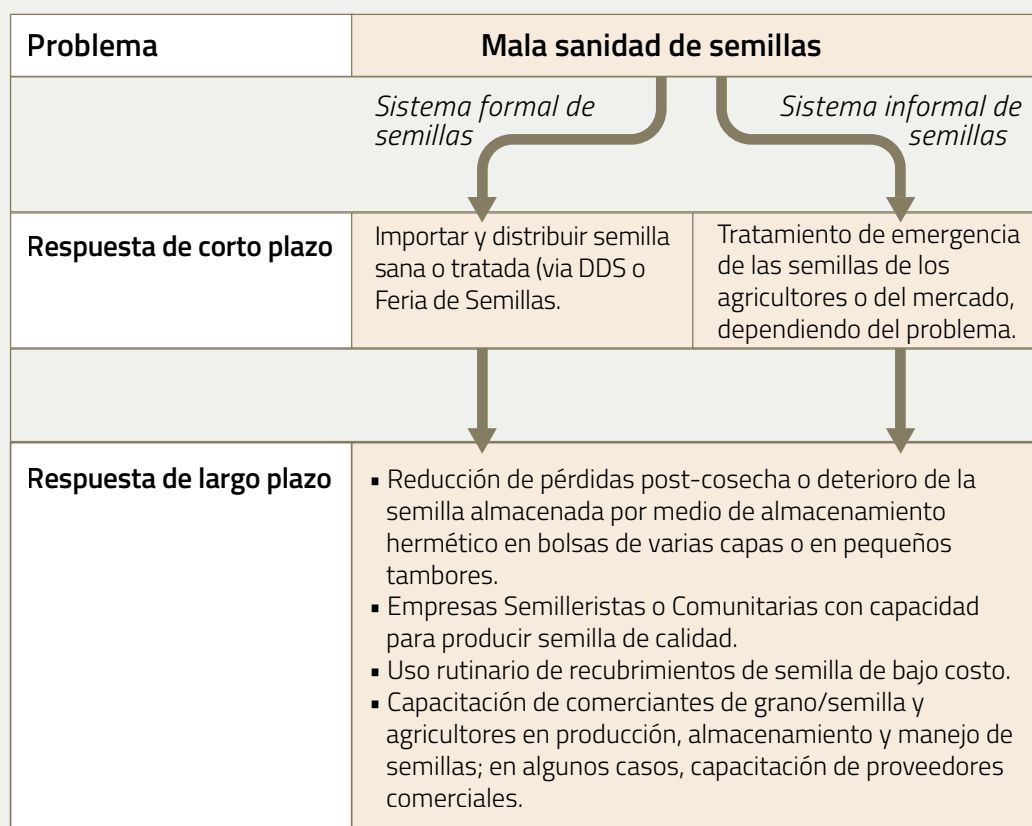 Problema
Mala sanidad de semillas
Sistema formal de
semillas
Sistema informal de
semillas
Respuesta de corto plazo
Importar y distribuir semilla
sana o tratada (via DDS o
Feria de Semillas.
Tratamiento de emergencia
de las semillas de los
agricultores o del mercado,
dependiendo del problema.
Respuesta de largo plazo
▪ Reducción de pérdidas post-cosecha o deterioro de la
semilla almacenada por medio de almacenamiento
hermético en bolsas de varias capas o en pequeños
tambores.
▪ Empresas Semilleristas o Comunitarias con capacidad
para producir semilla de calidad.
▪ Uso rutinario de recubrimientos de semilla de bajo costo.
▪ Capacitación de comerciantes de grano/semilla y
agricultores en producción, almacenamiento y manejo de
semillas; en algunos casos, capacitación de proveedores
comerciales.